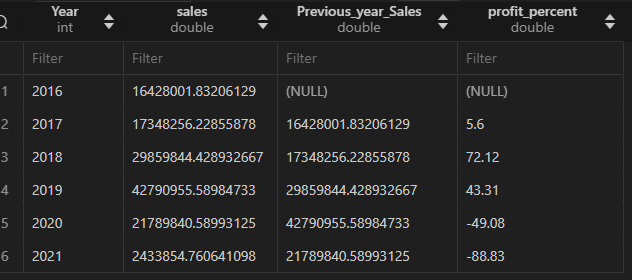 Year sales Previous_year_Sales profit_percent
int double double double
Filter Filter Filter Filter
1 2016 16428001.83206129 (NULL) (NULL)
2 2017 17348256.22855878 16428001.83206129 5.6
3 2018 29859844.428932667 17348256.22855878 72.12
4 2019 42790955.58984733 29859844.428932667 43.31
5 2020 21789840.58993125 42790955.58984733 -49.08
6 2021 2433854.760641098 21789840.58993125 -88.83